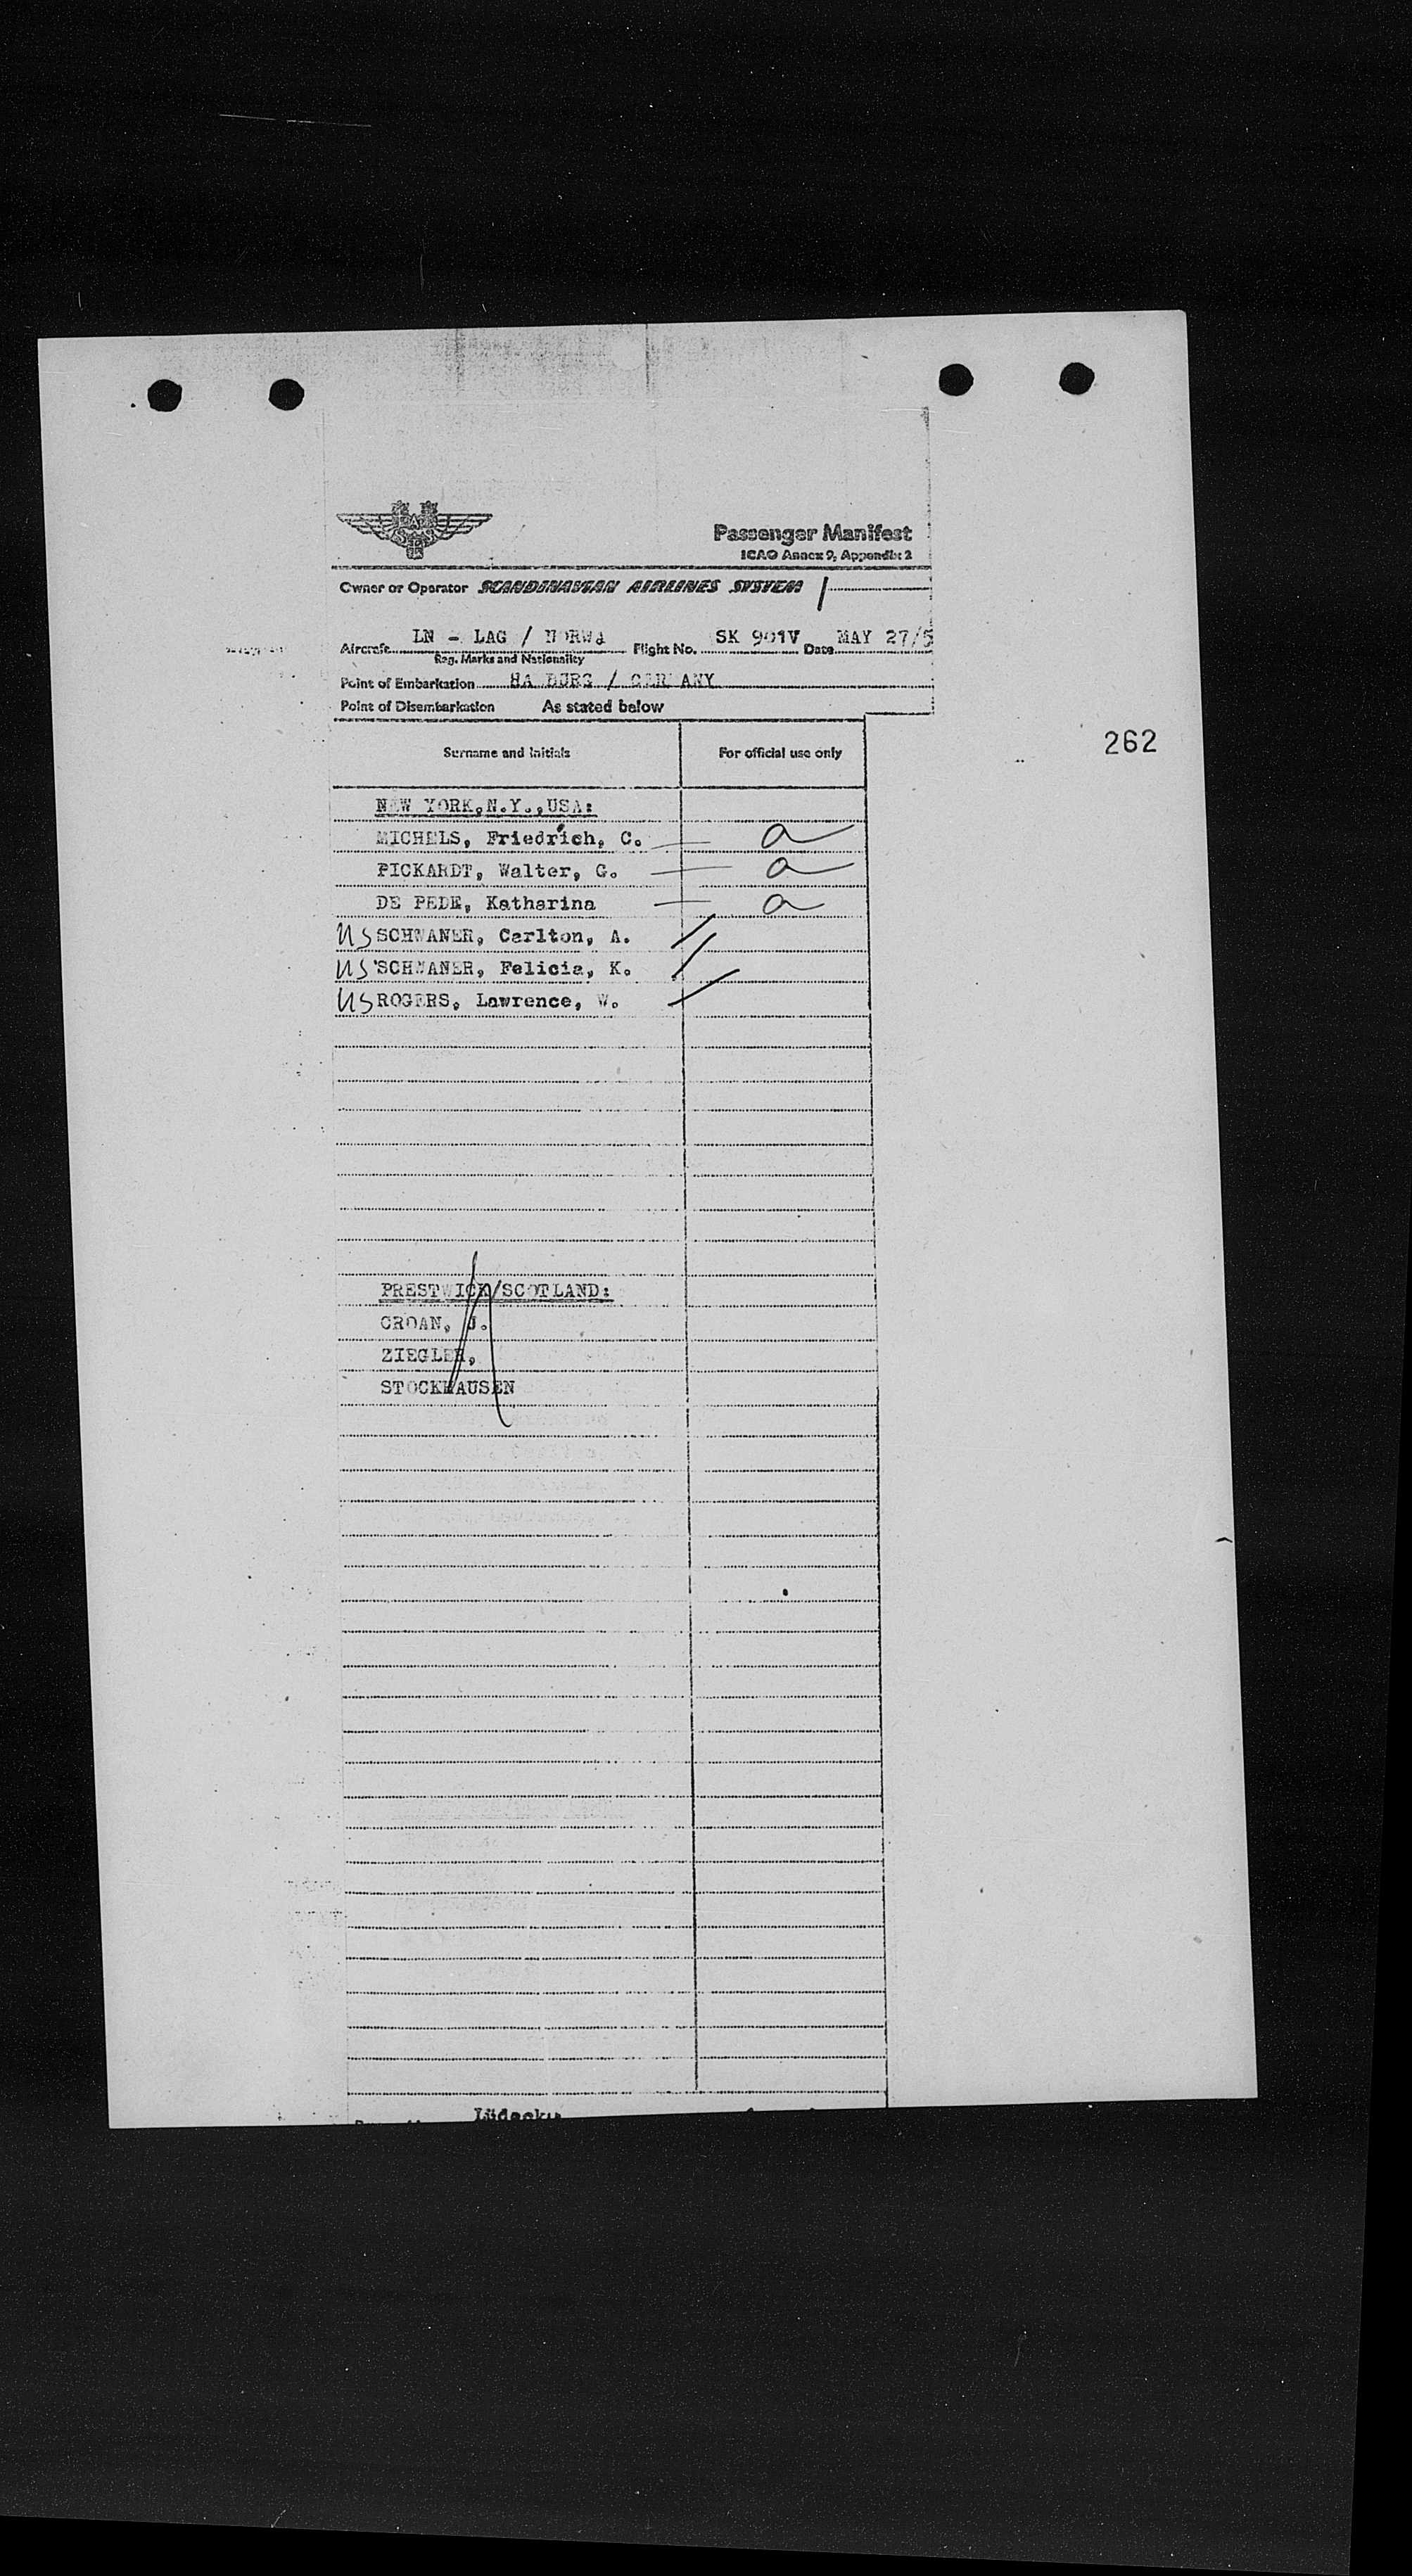 Passenger Manifest
ICAO Annex 9, Appendix 2
Owner or Operator SCANDINAVIAN AIRLINES SYSTEM
Aircraft LN - LAG / NORWA Flight No. SK 901V Date MAY 27/5
Reg. Marks and Nationality
Point of Embarkation HA BURG / GERMANY
Point of Disembarkation As stated below
262
Surname and Initials For official use only
NEW YORK,N.Y.,USA:
MICHELS, Friedrich, C. — a
PICKARDT, Walter, G. — a
DE PEDE, Katharina — a
US SCHWANER, Carlton, A.
US SCHWANER, Felicia, K.
US ROGERS, Lawrence, W.
PRESTWICK/SCOTLAND:
CROAN, J.
ZIEGLER,
STOCKHAUSEN